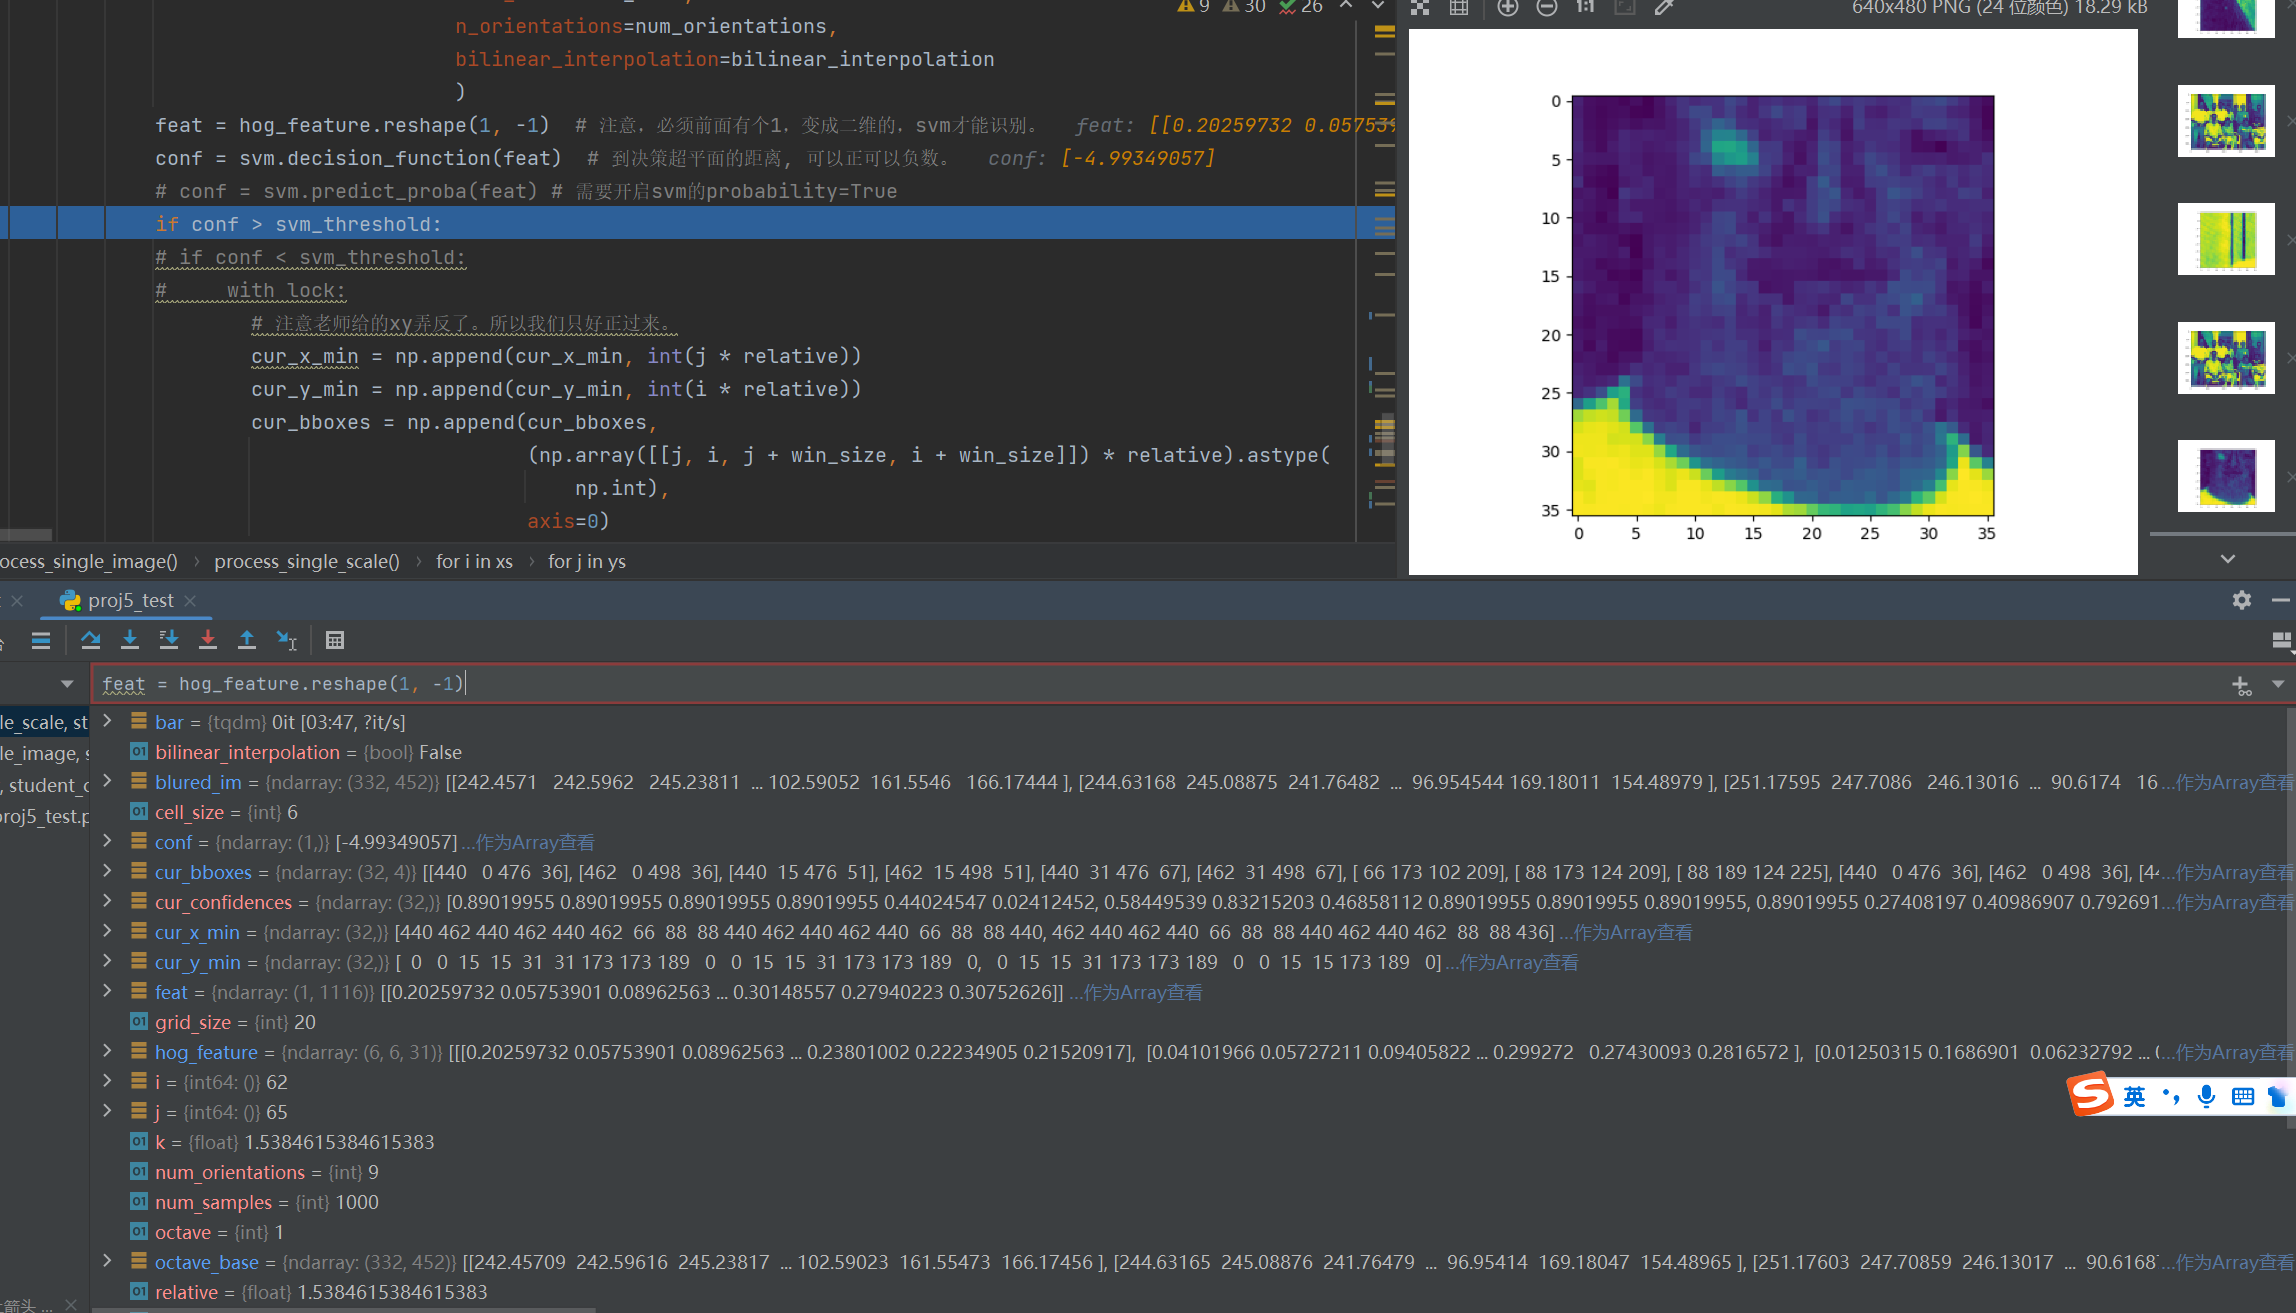 9 30 26
n_orientations=num_orientations,
bilinear_interpolation=bilinear_interpolation
)
feat = hog_feature.reshape(1, -1)  # 注意，必须前面有个1，变成二维的，svm才能识别。  feat: [[0.20259732 0.057539
conf = svm.decision_function(feat)  # 到决策超平面的距离, 可以正可以负数。  conf: [-4.99349057]
# conf = svm.predict_proba(feat) # 需要开启svm的probability=True
if conf > svm_threshold:
# if conf < svm_threshold:
#     with lock:
# 注意老师给的xy弄反了。所以我们只好正过来。
cur_x_min = np.append(cur_x_min, int(j * relative))
cur_y_min = np.append(cur_y_min, int(i * relative))
cur_bboxes = np.append(cur_bboxes,
(np.array([[j, i, j + win_size, i + win_size]]) * relative).astype(
np.int),
axis=0)
ocess_single_image() › process_single_scale() › for i in xs › for j in ys
1:1 640x480 PNG (24 位颜色) 18.29 kB
0
5
10
15
20
25
30
35
0 5 10 15 20 25 30 35
proj5_test
feat = hog_feature.reshape(1, -1)
le_scale, st
le_image, s
, student_c
roj5_test.p
bar = {tqdm} 0it [03:47, ?it/s]
01 bilinear_interpolation = {bool} False
blured_im = {ndarray: (332, 452)} [[242.4571 242.5962 245.23811 ... 102.59052 161.5546 166.17444 ], [244.63168 245.08875 241.76482 ... 96.954544 169.18011 154.48979 ], [251.17595 247.7086 246.13016 ... 90.6174 16 ...作为Array查看
01 cell_size = {int} 6
conf = {ndarray: (1,)} [-4.99349057] ...作为Array查看
cur_bboxes = {ndarray: (32, 4)} [[440 0 476 36], [462 0 498 36], [440 15 476 51], [462 15 498 51], [440 31 476 67], [462 31 498 67], [ 66 173 102 209], [ 88 173 124 209], [ 88 189 124 225], [440 0 476 36], [462 0 498 36], [4 ...作为Array查看
cur_confidences = {ndarray: (32,)} [0.89019955 0.89019955 0.89019955 0.89019955 0.44024547 0.02412452, 0.58449539 0.83215203 0.46858112 0.89019955 0.89019955 0.89019955, 0.89019955 0.27408197 0.40986907 0.792691 ...作为Array查看
cur_x_min = {ndarray: (32,)} [440 462 440 462 440 462 66 88 88 440 462 440 462 440 66 88 88 440, 462 440 462 440 66 88 88 440 462 440 462 88 88 436] ...作为Array查看
cur_y_min = {ndarray: (32,)} [ 0 0 15 15 31 31 173 173 189 0 0 15 15 31 173 173 189 0, 0 15 15 31 173 173 189 0 0 15 15 173 189 0] ...作为Array查看
feat = {ndarray: (1, 1116)} [[0.20259732 0.05753901 0.08962563 ... 0.30148557 0.27940223 0.30752626]] ...作为Array查看
01 grid_size = {int} 20
hog_feature = {ndarray: (6, 6, 31)} [[[0.20259732 0.05753901 0.08962563 ... 0.23801002 0.22234905 0.21520917], [0.04101966 0.05727211 0.09405822 ... 0.299272 0.27430093 0.2816572 ], [0.01250315 0.1686901 0.06232792 ... ...作为Array查看
i = {int64: ()} 62
j = {int64: ()} 65
01 k = {float} 1.5384615384615383
01 num_orientations = {int} 9
01 num_samples = {int} 1000
01 octave = {int} 1
octave_base = {ndarray: (332, 452)} [[242.45709 242.59616 245.23817 ... 102.59023 161.55473 166.17456 ], [244.63165 245.08876 241.76479 ... 96.95414 169.18047 154.48965 ], [251.17603 247.70859 246.13017 ... 90.6168 ...作为Array查看
01 relative = {float} 1.5384615384615383
箭头 ...
S 英